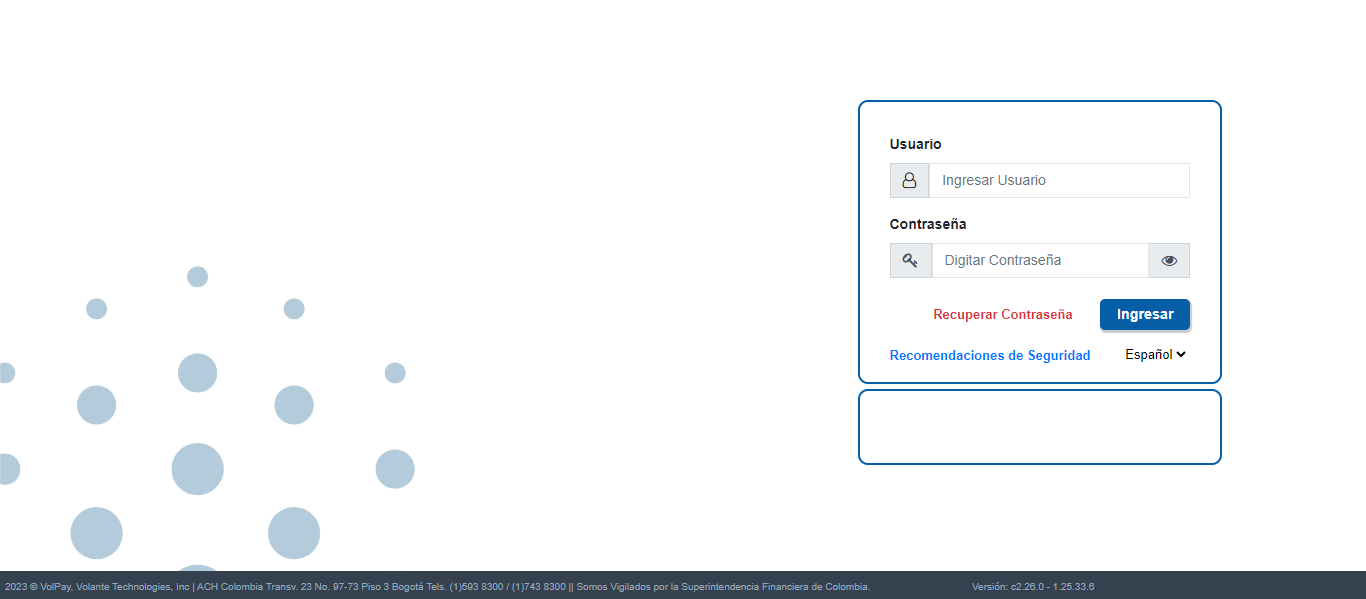 Usuario
Ingresar Usuario
Contraseña
Digitar Contraseña
Recuperar Contraseña Ingresar
Recomendaciones de Seguridad Español
2023 © VolPay, Volante Technologies, Inc | ACH Colombia Transv. 23 No. 97-73 Piso 3 Bogotá Tels. (1)593 8300 / (1)743 8300 || Somos Vigilados por la Superintendencia Financiera de Colombia. Versión: c2.26.0 - 1.25.33.6